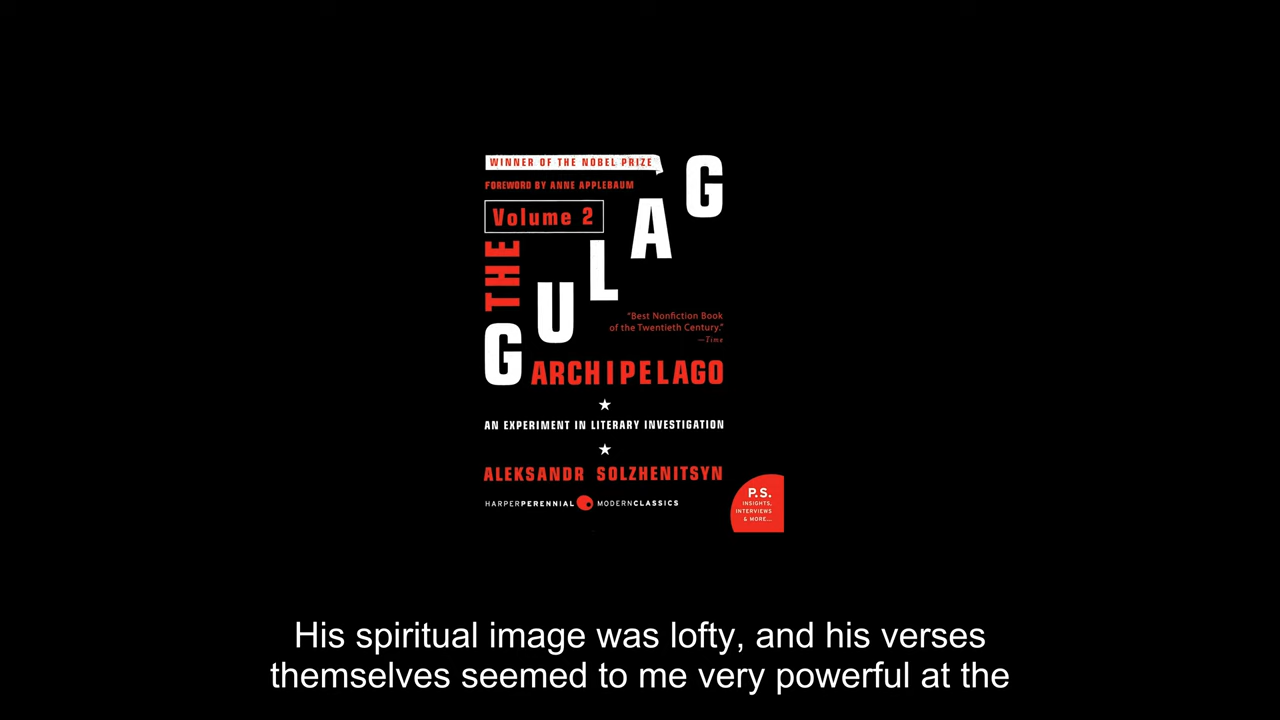 WINNER OF THE NOBEL PRIZE
FOREWORD BY ANNE APPLEBAUM
Volume 2
THE
GULAG
"Best Nonfiction Book
of the Twentieth Century."
—Time
ARCHIPELAGO
AN EXPERIMENT IN LITERARY INVESTIGATION
ALEKSANDR SOLZHENITSYN
HARPERPERENNIAL MODERNCLASSICS
P.S.
INSIGHTS,
INTERVIEWS
& MORE...
His spiritual image was lofty, and his verses
themselves seemed to me very powerful at the